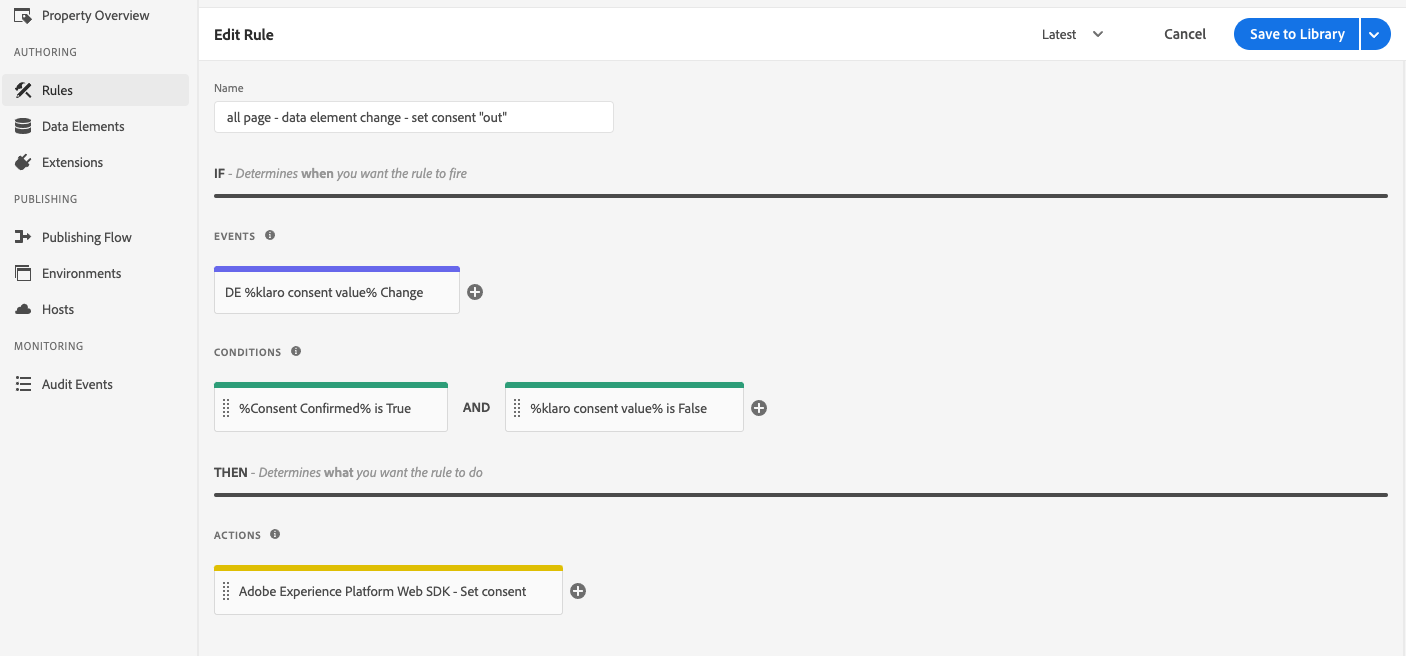 Property Overview
AUTHORING
Rules
Data Elements
Extensions
PUBLISHING
Publishing Flow
Environments
Hosts
MONITORING
Audit Events
Edit Rule
Latest
Cancel
Save to Library
Name
all page - data element change - set consent "out"
IF - Determines when you want the rule to fire
EVENTS
DE %klaro consent value% Change
CONDITIONS
%Consent Confirmed% is True
AND
%klaro consent value% is False
THEN - Determines what you want the rule to do
ACTIONS
Adobe Experience Platform Web SDK - Set consent